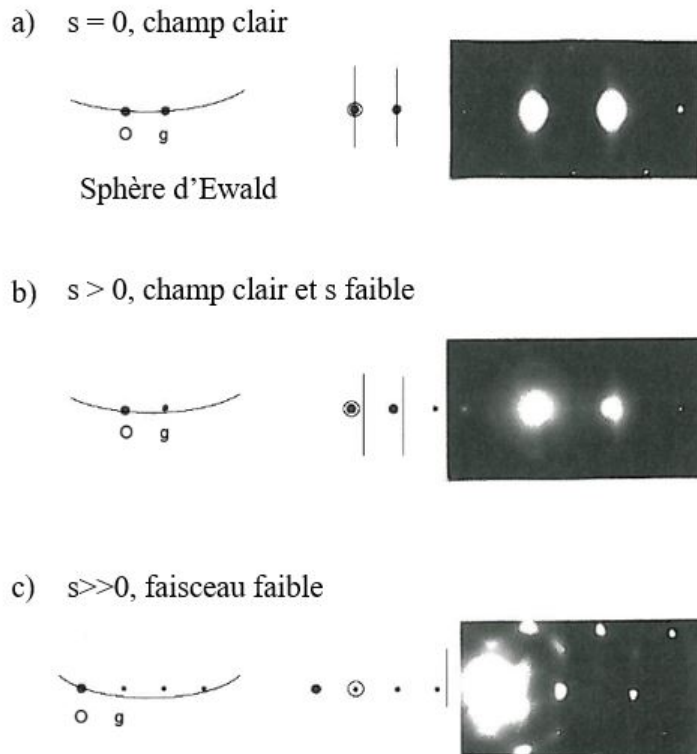 a) s = 0, champ clair
O g
Sphère d'Ewald
b) s > 0, champ clair et s faible
O g
c) s>>0, faisceau faible
O g